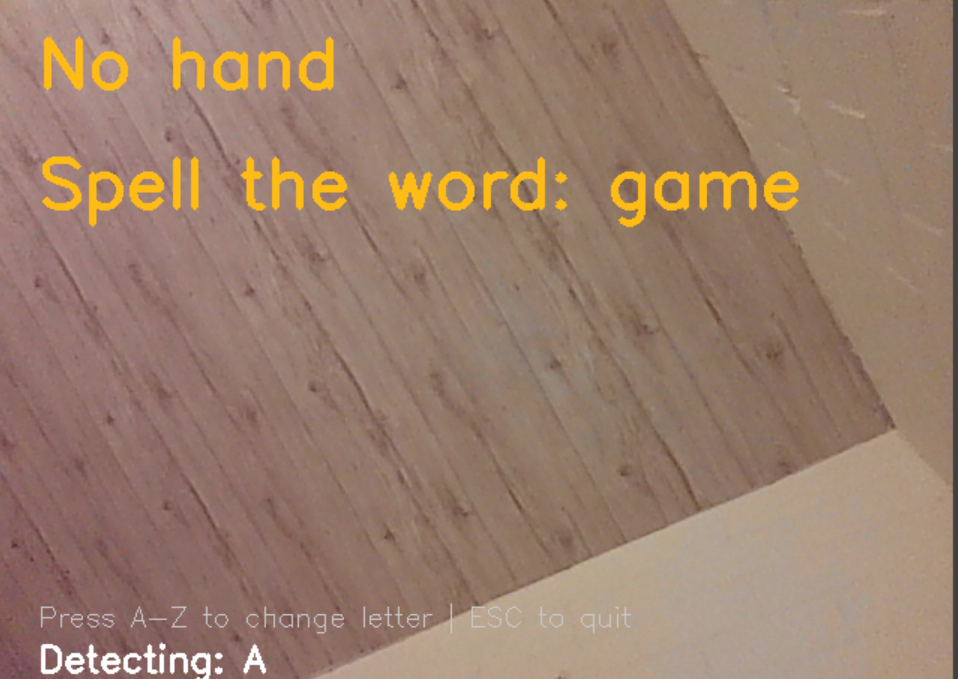 No hand
Spell the word: game
Press A-Z to change letter | ESC to quit
Detecting: A